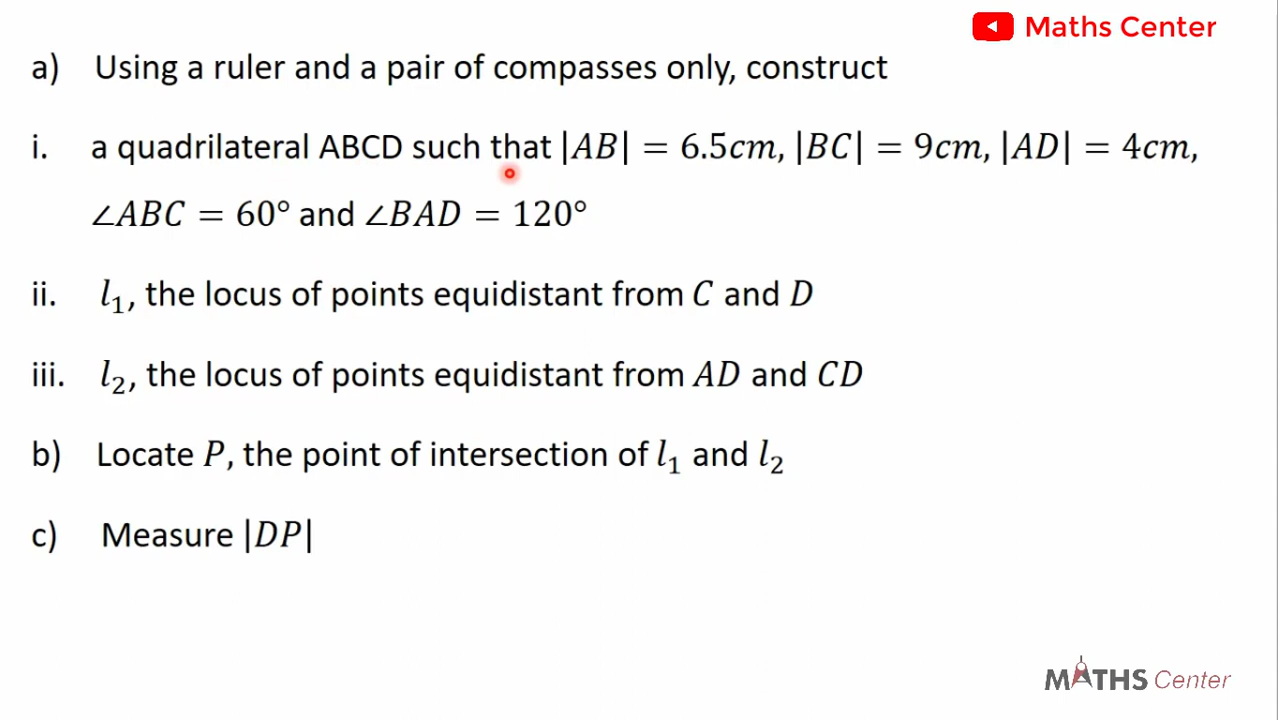 Maths Center
a) Using a ruler and a pair of compasses only, construct
i. a quadrilateral ABCD such that |AB| = 6.5cm, |BC| = 9cm, |AD| = 4cm,
∠ABC = 60° and ∠BAD = 120°
ii. l₁, the locus of points equidistant from C and D
iii. l₂, the locus of points equidistant from AD and CD
b) Locate P, the point of intersection of l₁ and l₂
c) Measure |DP|
MATHS Center